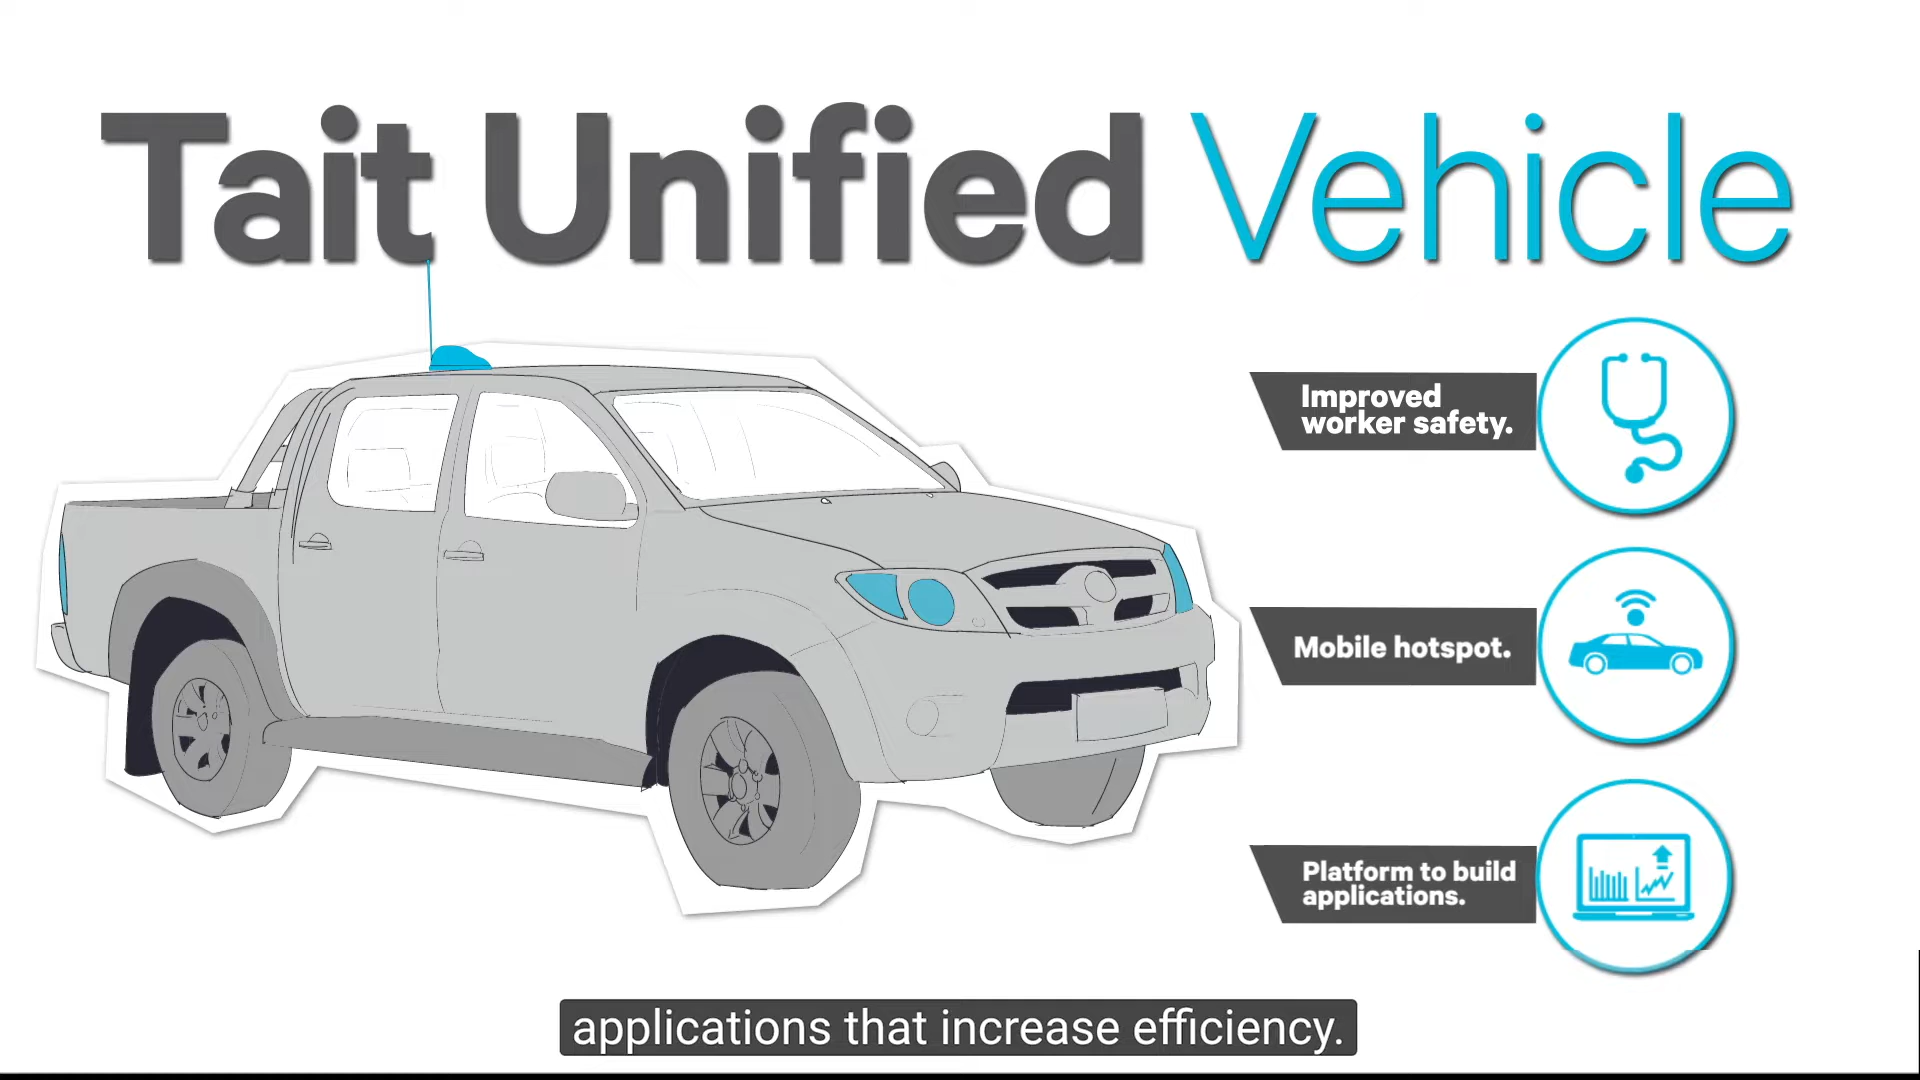 Tait Unified Vehicle
Improved
worker safety.
Mobile hotspot.
Platform to build
applications.
applications that increase efficiency.